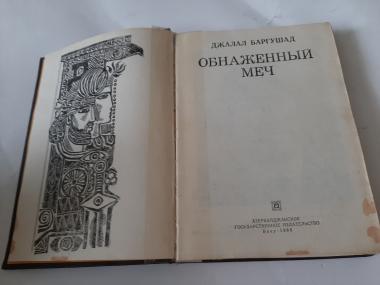 ДЖАЛАЛ БАРГУШАД
ОБНАЖЕННЫЙ
МЕЧ
АЗЕРБАЙДЖАНСКОЕ
ГОСУДАРСТВЕННОЕ ИЗДАТЕЛЬСТВО